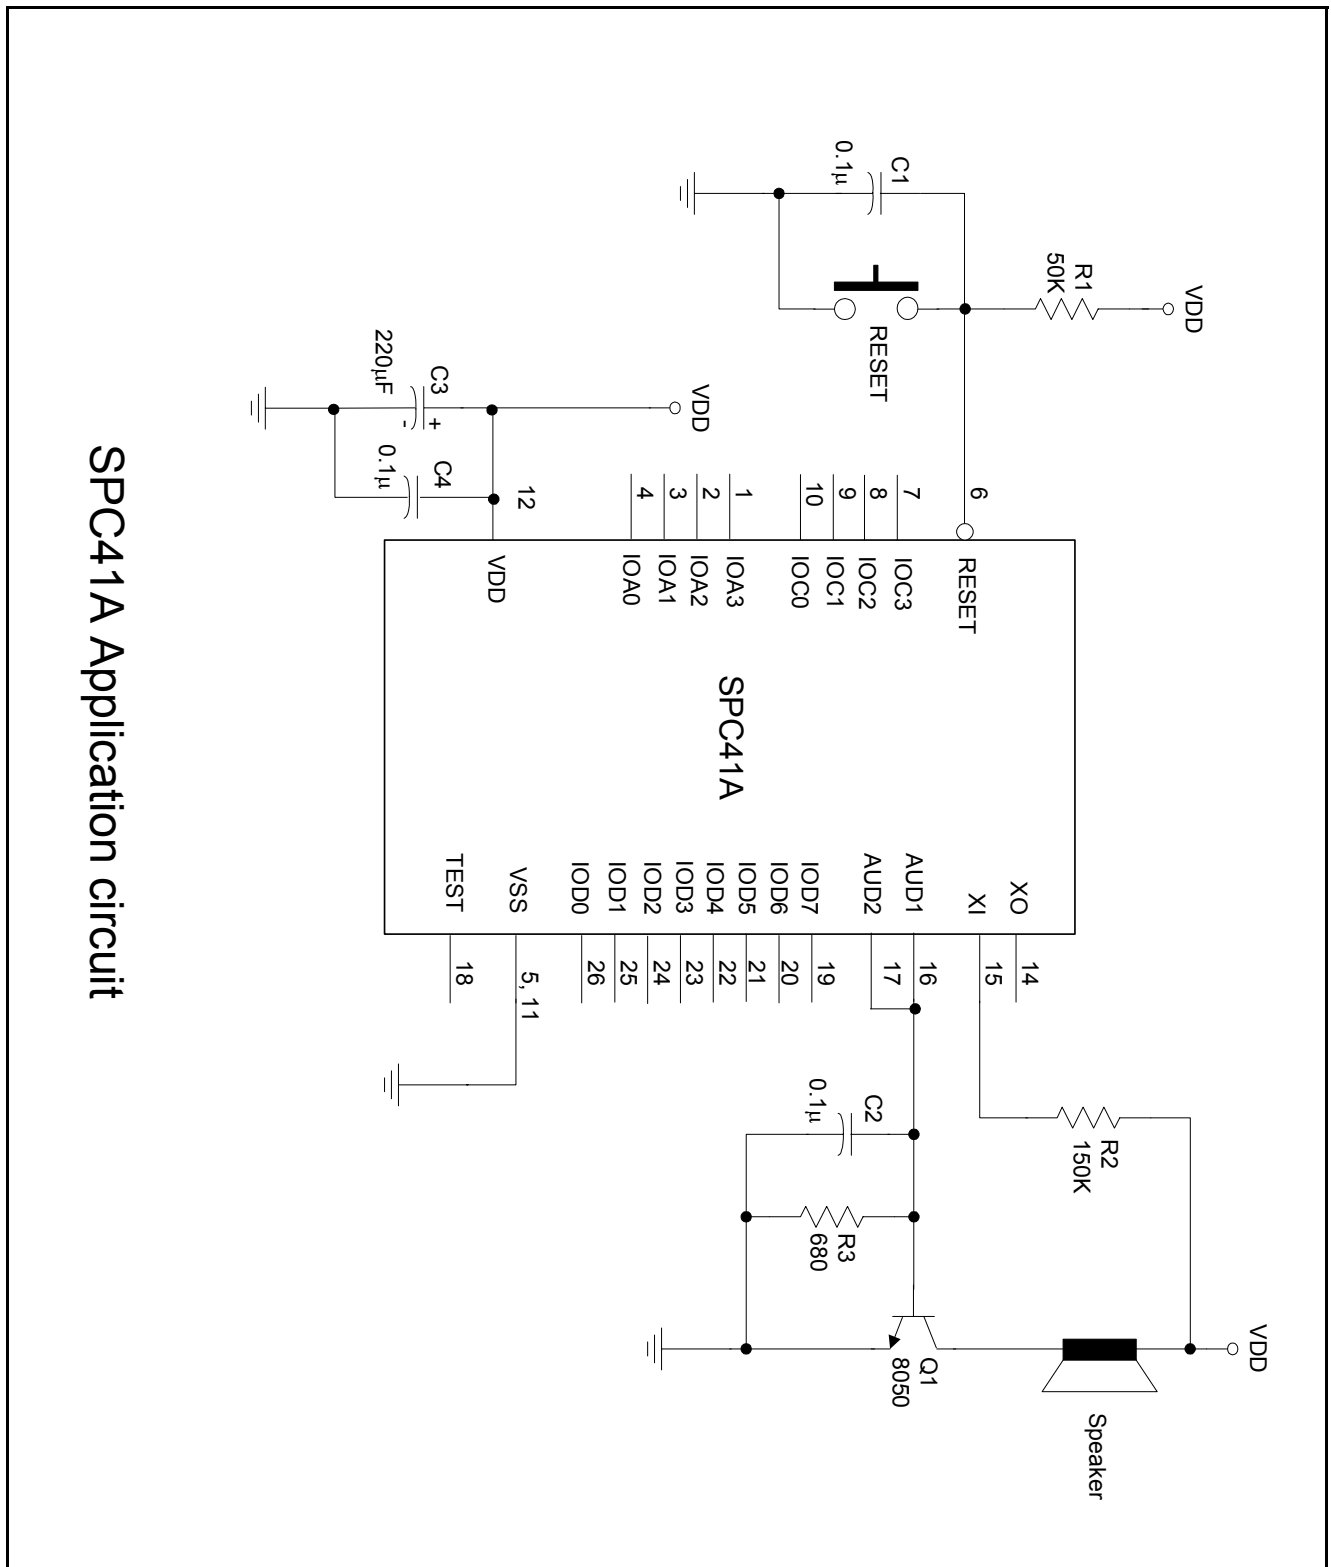 VDD
R1
50K
C1
0.1μ
RESET
VDD
C3
220μF
+
-
C4
0.1μ
6
7
8
9
10
1
2
3
4
12
RESET
IOC3
IOC2
IOC1
IOC0
IOA3
IOA2
IOA1
IOA0
VDD
SPC41A
XO
XI
AUD1
AUD2
IOD7
IOD6
IOD5
IOD4
IOD3
IOD2
IOD1
IOD0
VSS
TEST
14
15
16
17
19
20
21
22
23
24
25
26
5, 11
18
R2
150K
C2
0.1μ
R3
680
Q1
8050
VDD
Speaker
SPC41A Application circuit